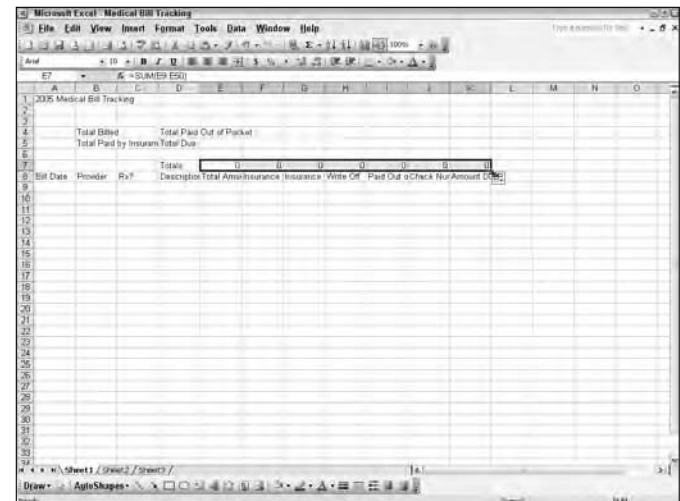 Microsoft Excel - Medical Bill Tracking
File Edit View Insert Format Tools Data Window Help
Arial 10 B I U
100%
E7 =SUM(E9:E50)
A B C D E F G H I J K L M N O
1 2005 Medical Bill Tracking
2
3
4 Total Billed Total Paid Out of Pocket
5 Total Paid by Insuran Total Due
6
7 Totals 0 0 0 0 0 0 0
8 Bill Date Provider Rx? Description Total Amou Insurance Insurance Write Off Paid Out o Check Nur Amount D
9
10
11
12
13
14
15
16
17
18
19
20
21
22
23
24
25
26
27
28
29
30
31
32
33
34
Sheet1 / Sheet2 / Sheet3 /
Draw AutoShapes
Ready